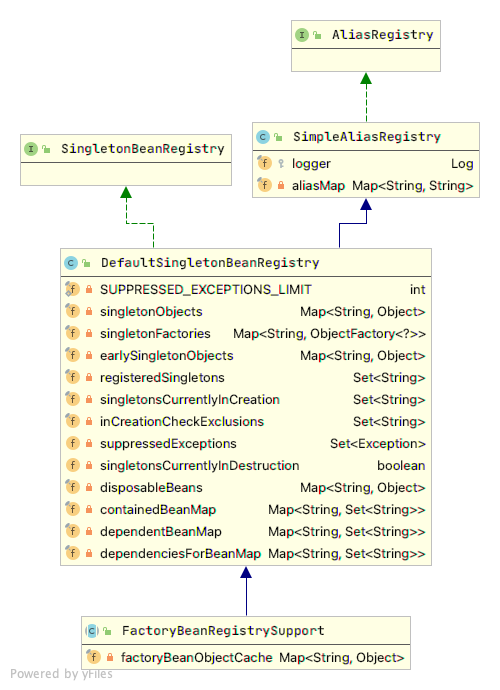 I AliasRegistry
C SimpleAliasRegistry
f logger Log
f aliasMap Map<String, String>
I SingletonBeanRegistry
C DefaultSingletonBeanRegistry
f SUPPRESSED_EXCEPTIONS_LIMIT int
f singletonObjects Map<String, Object>
f singletonFactories Map<String, ObjectFactory<?>>
f earlySingletonObjects Map<String, Object>
f registeredSingletons Set<String>
f singletonsCurrentlyInCreation Set<String>
f inCreationCheckExclusions Set<String>
f suppressedExceptions Set<Exception>
f singletonsCurrentlyInDestruction boolean
f disposableBeans Map<String, Object>
f containedBeanMap Map<String, Set<String>>
f dependentBeanMap Map<String, Set<String>>
f dependenciesForBeanMap Map<String, Set<String>>
C FactoryBeanRegistrySupport
f factoryBeanObjectCache Map<String, Object>
Powered by yFiles